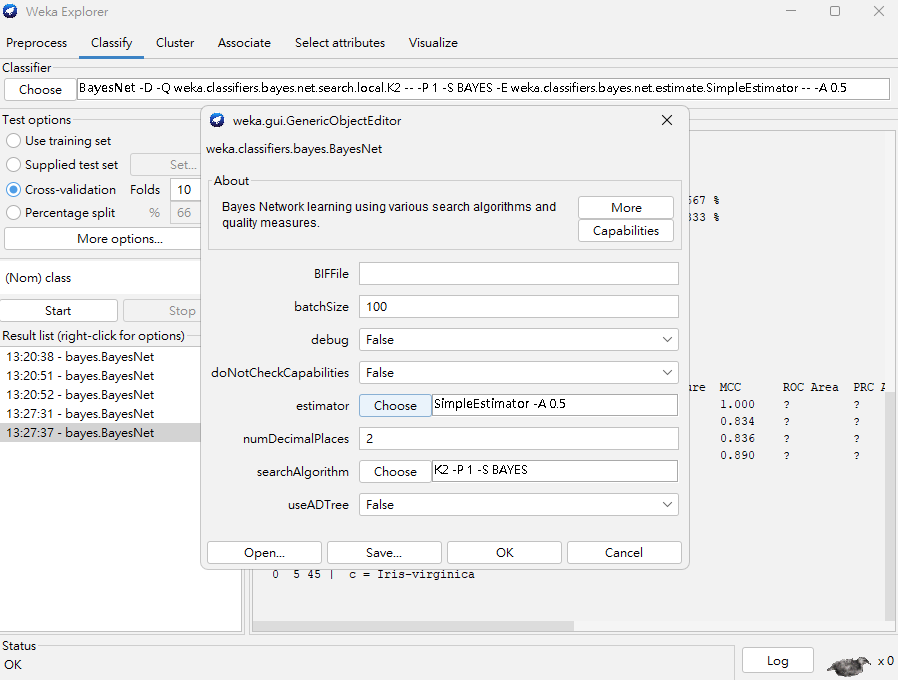 Weka Explorer
Preprocess Classify Cluster Associate Select attributes Visualize
Classifier
Choose BayesNet -D -Q weka.classifiers.bayes.net.search.local.K2 -- -P 1 -S BAYES -E weka.classifiers.bayes.net.estimate.SimpleEstimator -- -A 0.5
Test options
Use training set
Supplied test set Set...
Cross-validation Folds 10
Percentage split % 66
More options...
(Nom) class
Start Stop
Result list (right-click for options)
13:20:38 - bayes.BayesNet
13:20:51 - bayes.BayesNet
13:20:52 - bayes.BayesNet
13:27:31 - bayes.BayesNet
13:27:37 - bayes.BayesNet
weka.gui.GenericObjectEditor
weka.classifiers.bayes.BayesNet
About
Bayes Network learning using various search algorithms and
quality measures.
More
Capabilities
BIFFile
batchSize 100
debug False
doNotCheckCapabilities False
estimator Choose SimpleEstimator -A 0.5
numDecimalPlaces 2
searchAlgorithm Choose K2 -P 1 -S BAYES
useADTree False
Open... Save... OK Cancel
67 %
33 %
MCC ROC Area PRC
1.000 ? ?
0.834 ? ?
0.836 ? ?
0.890 ? ?
0 5 45 | c = Iris-virginica
Status
OK
Log
x 0